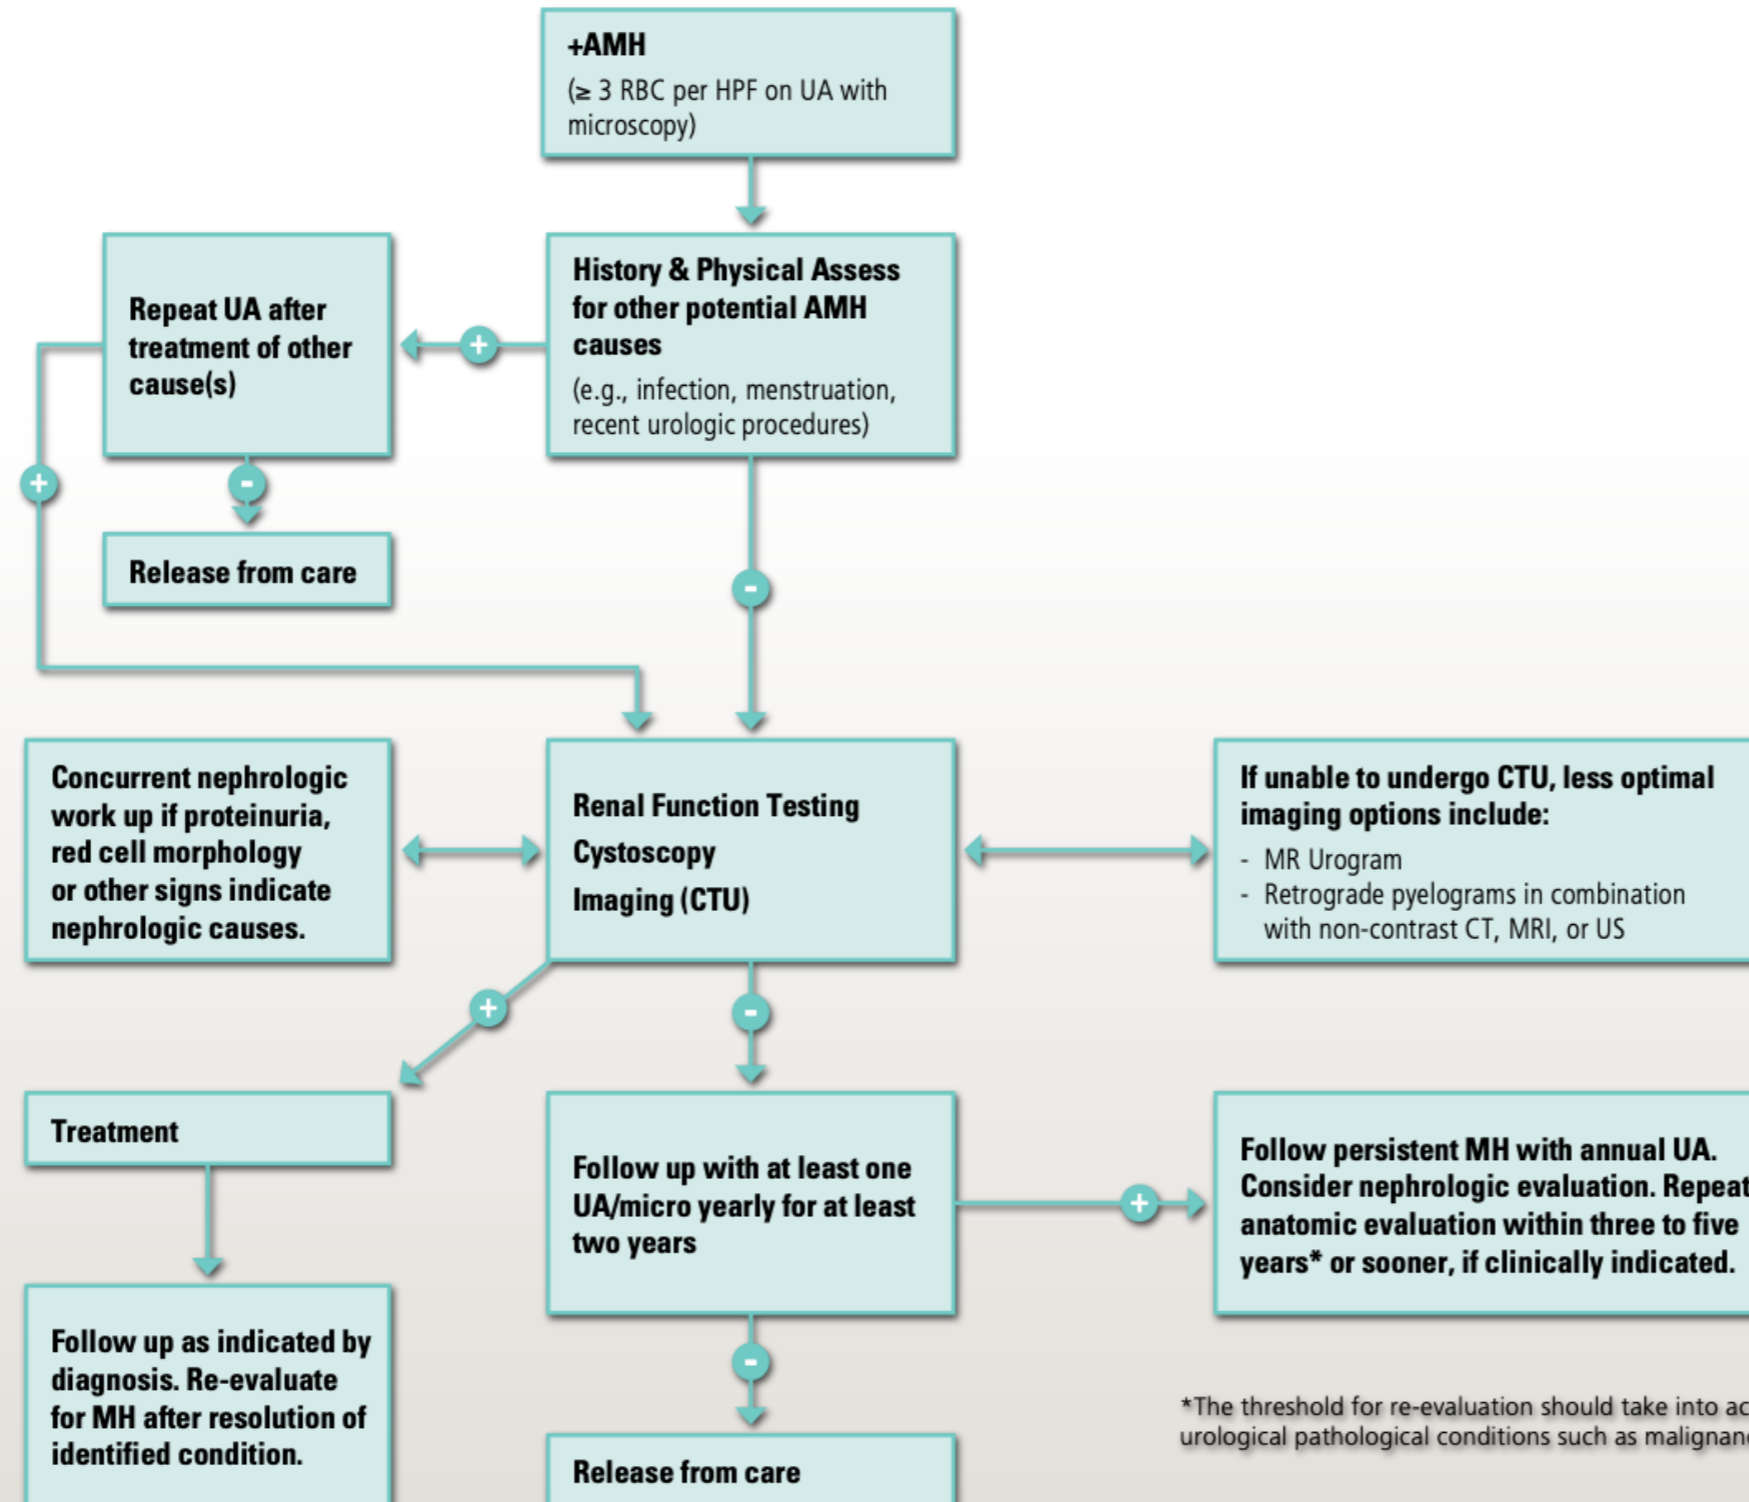 +AMH
(≥ 3 RBC per HPF on UA with
microscopy)
Repeat UA after
treatment of other
cause(s)
History & Physical Assess
for other potential AMH
causes
(e.g., infection, menstruation,
recent urologic procedures)
+
+
-
Release from care
-
Concurrent nephrologic
work up if proteinuria,
red cell morphology
or other signs indicate
nephrologic causes.
Renal Function Testing
Cystoscopy
Imaging (CTU)
If unable to undergo CTU, less optimal
imaging options include:
- MR Urogram
- Retrograde pyelograms in combination
with non-contrast CT, MRI, or US
+
-
Treatment
Follow up with at least one
UA/micro yearly for at least
two years
+
Follow persistent MH with annual UA.
Consider nephrologic evaluation. Repeat
anatomic evaluation within three to five
years* or sooner, if clinically indicated.
Follow up as indicated by
diagnosis. Re-evaluate
for MH after resolution of
identified condition.
-
Release from care
*The threshold for re-evaluation should take into
urological pathological conditions such as